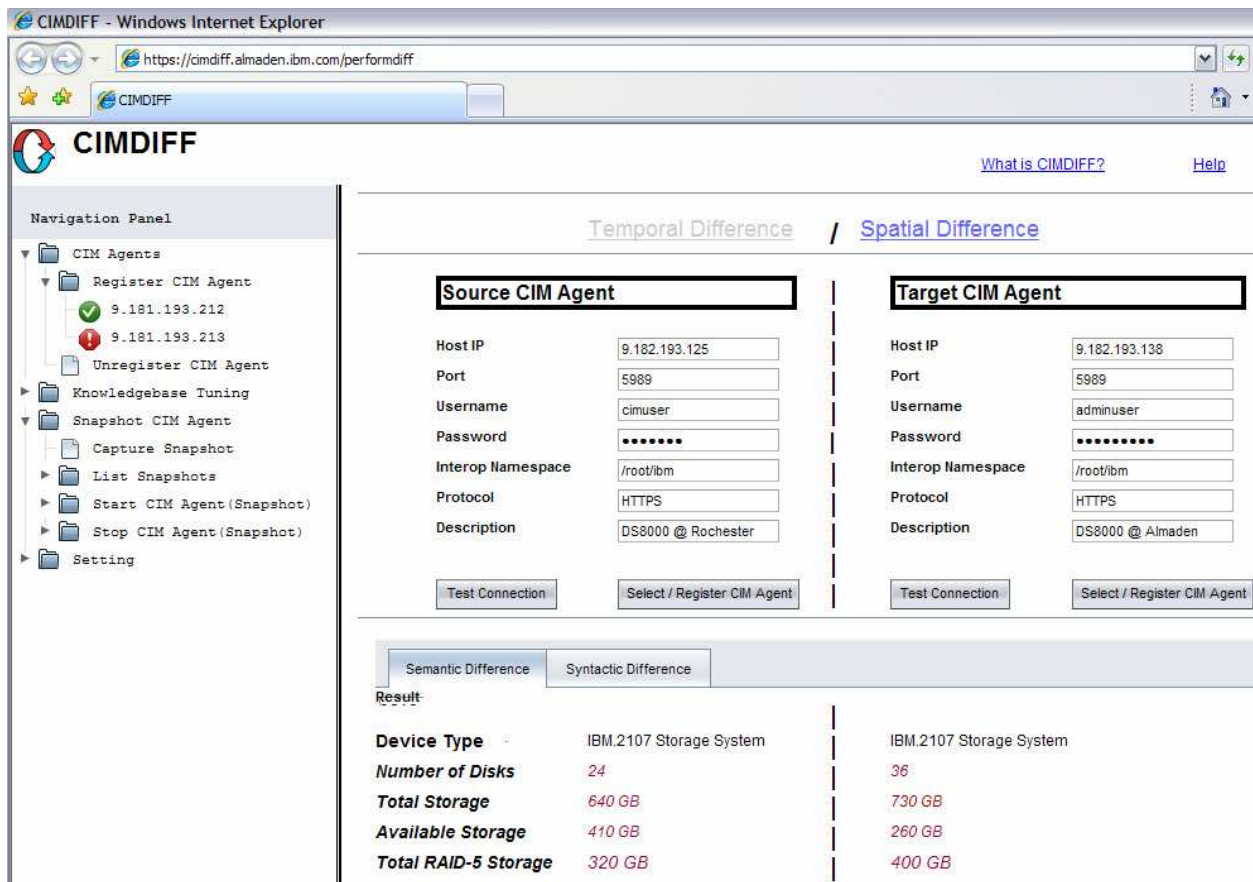 CIMDIFF - Windows Internet Explorer
https://cimdiff.almaden.ibm.com/performdiff
CIMDIFF
CIMDIFF
What is CIMDIFF? Help
Navigation Panel
CIM Agents
Register CIM Agent
9.181.193.212
9.181.193.213
Unregister CIM Agent
Knowledgebase Tuning
Snapshot CIM Agent
Capture Snapshot
List Snapshots
Start CIM Agent(Snapshot)
Stop CIM Agent(Snapshot)
Setting
Temporal Difference / Spatial Difference
Source CIM Agent
Host IP 9.182.193.125
Port 5989
Username cimuser
Password •••••••
Interop Namespace /root/ibm
Protocol HTTPS
Description DS8000 @ Rochester
Test Connection Select / Register CIM Agent
Target CIM Agent
Host IP 9.182.193.138
Port 5989
Username adminuser
Password •••••••••
Interop Namespace /root/ibm
Protocol HTTPS
Description DS8000 @ Almaden
Test Connection Select / Register CIM Agent
Semantic Difference Syntactic Difference
Result
Device Type IBM.2107 Storage System IBM.2107 Storage System
Number of Disks 24 36
Total Storage 640 GB 730 GB
Available Storage 410 GB 260 GB
Total RAID-5 Storage 320 GB 400 GB